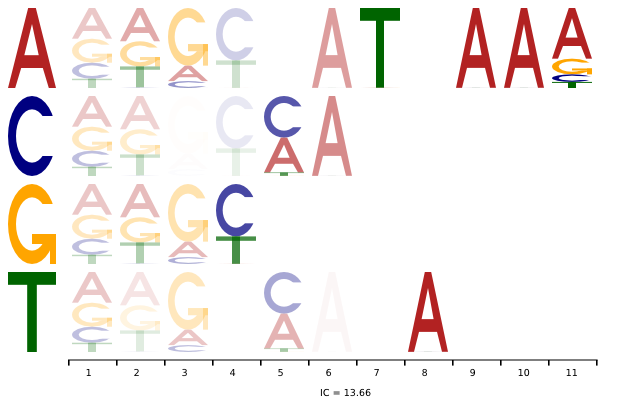 A A A G C A T A A A
G G A T G
C T C C
T T
C A A C C A
G G T A
C T T
T
G A A G C
G G A T
C T C
T
T A A G C A A
G G A A
C T C T
T
1 2 3 4 5 6 7 8 9 10 11
IC = 13.66